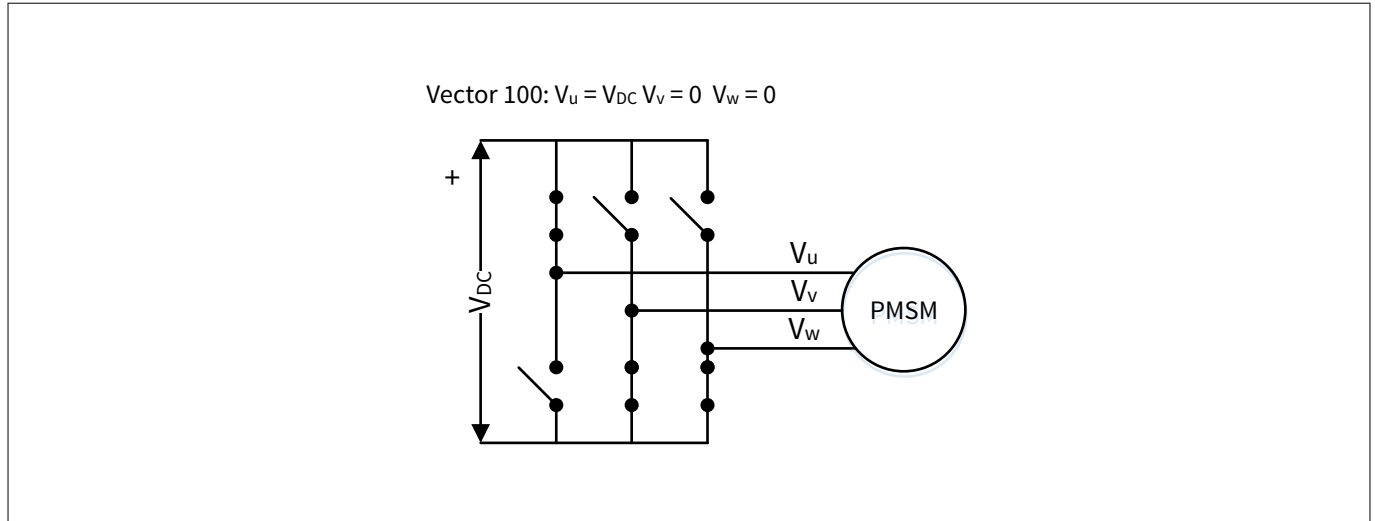 Vector 100: Vu = VDC Vv = 0 Vw = 0
+
VDC
Vu
Vv
Vw
PMSM